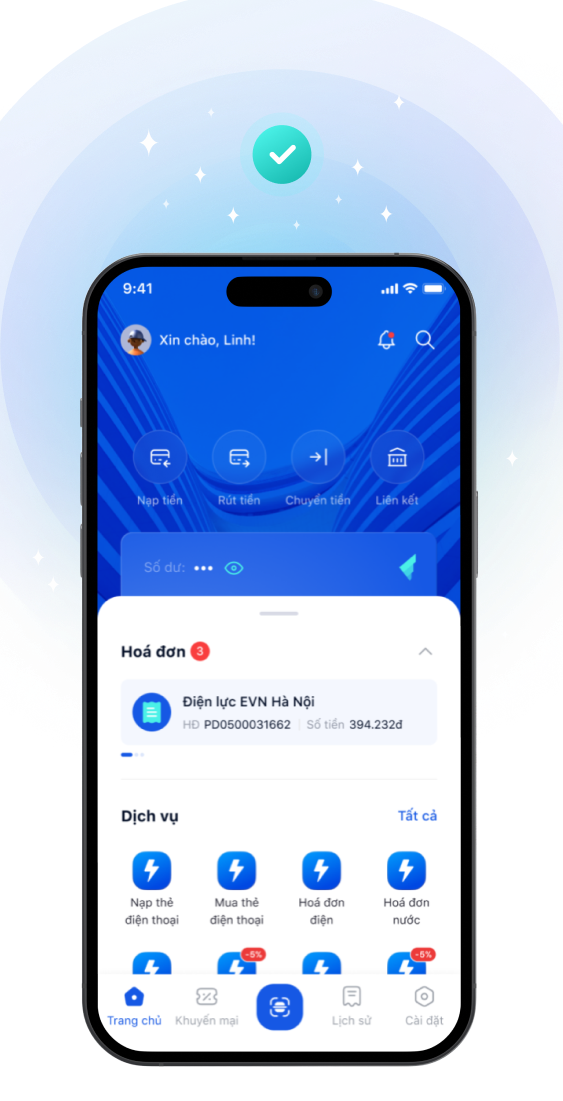 9:41
Xin chào, Linh!
Nạp tiền Rút tiền Chuyển tiền Liên kết
Số dư: •••
Hoá đơn 3
Điện lực EVN Hà Nội
HĐ PD0500031662 Số tiền 394.232đ
Dịch vụ Tất cả
Nạp thẻ Mua thẻ Hoá đơn Hoá đơn
điện thoại điện thoại điện nước
-5% -5%
Trang chủ Khuyến mại Lịch sử Cài đặt